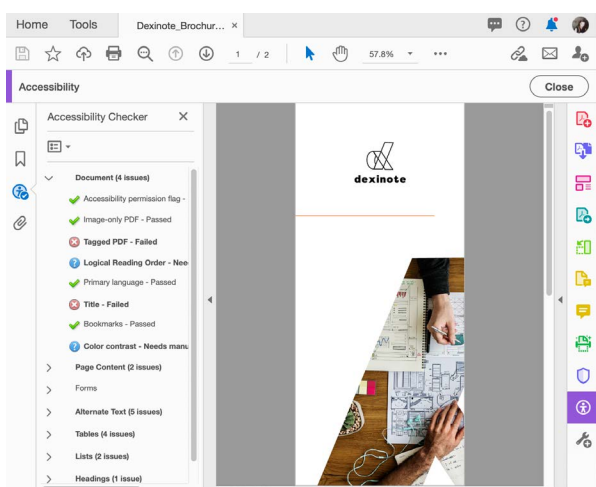 Home Tools Dexinote_Brochur... ×
1 / 2 57.8%
Accessibility Close
Accessibility Checker
Document (4 issues)
Accessibility permission flag -
Image-only PDF - Passed
Tagged PDF - Failed
Logical Reading Order - Nee
Primary language - Passed
Title - Failed
Bookmarks - Passed
Color contrast - Needs manu
Page Content (2 issues)
Forms
Alternate Text (5 issues)
Tables (4 issues)
Lists (2 issues)
Headings (1 issue)
dexinote